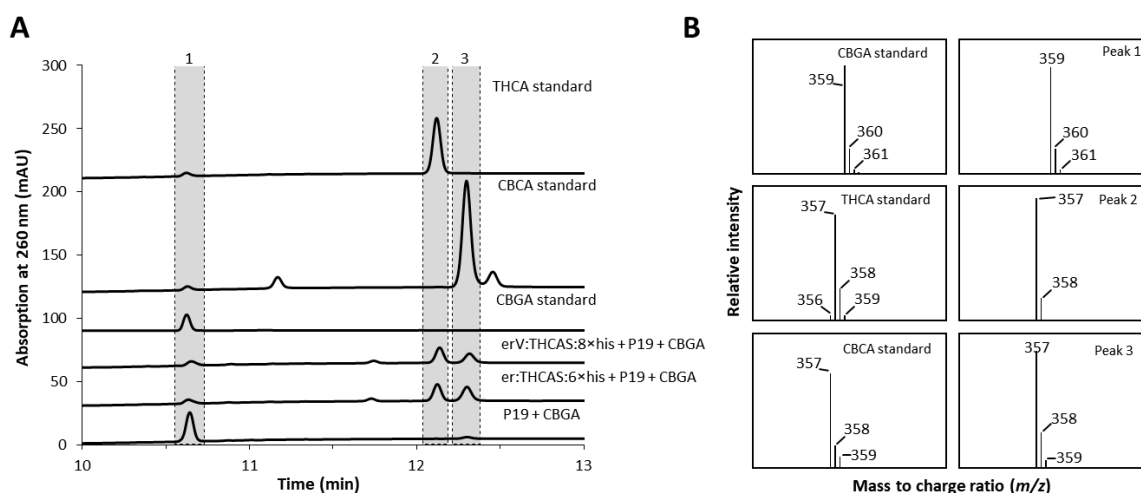 A
Absorption at 260 nm (mAU)
300
250
200
150
100
50
0
1
2
3
THCA standard
CBCA standard
CBGA standard
erV:THCAS:8×his + P19 + CBGA
er:THCAS:6×his + P19 + CBGA
P19 + CBGA
10
11
12
13
Time (min)
B
Relative intensity
CBGA standard
359
360
361
Peak 1
359
360
361
THCA standard
357
358
356
359
Peak 2
357
358
CBCA standard
357
358
359
Peak 3
357
358
359
Mass to charge ratio (m/z)